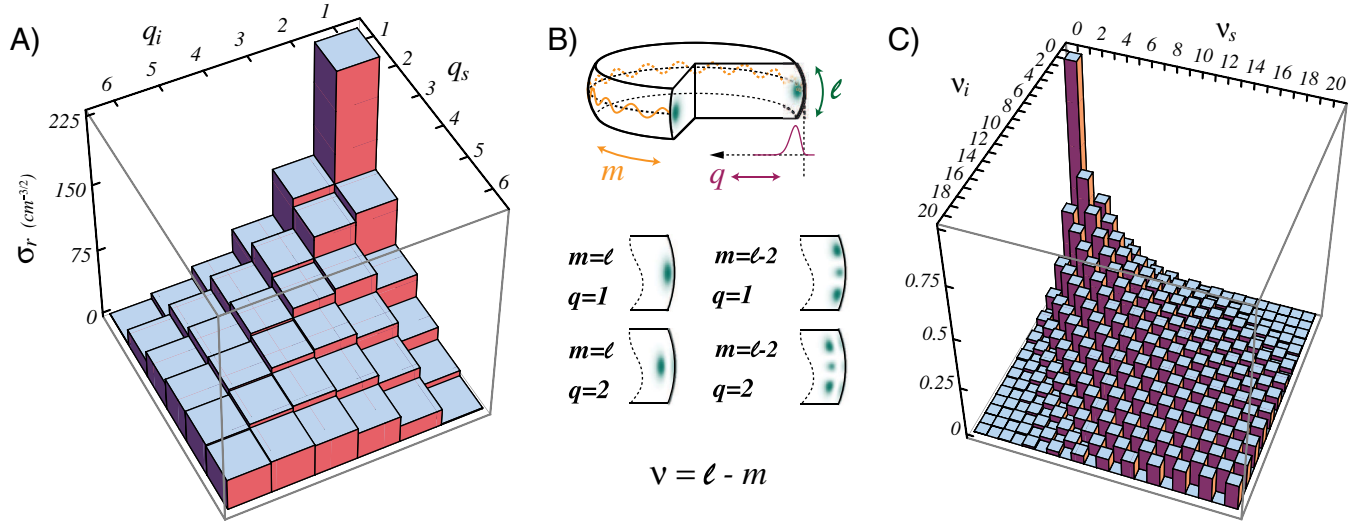 A)
q_i
6 5 4 3 2 1
q_s
1 2 3 4 5 6
σ_r (cm^-3/2)
225
150
75
0
B)
ℓ
m
q
m=ℓ
q=1
m=ℓ-2
q=1
m=ℓ
q=2
m=ℓ-2
q=2
ν = ℓ - m
C)
ν_s
0 2 4 6 8 10 12 14 16 18 20
ν_i
0 2 4 6 8 10 12 14 16 18 20
0.75
0.5
0.25
0